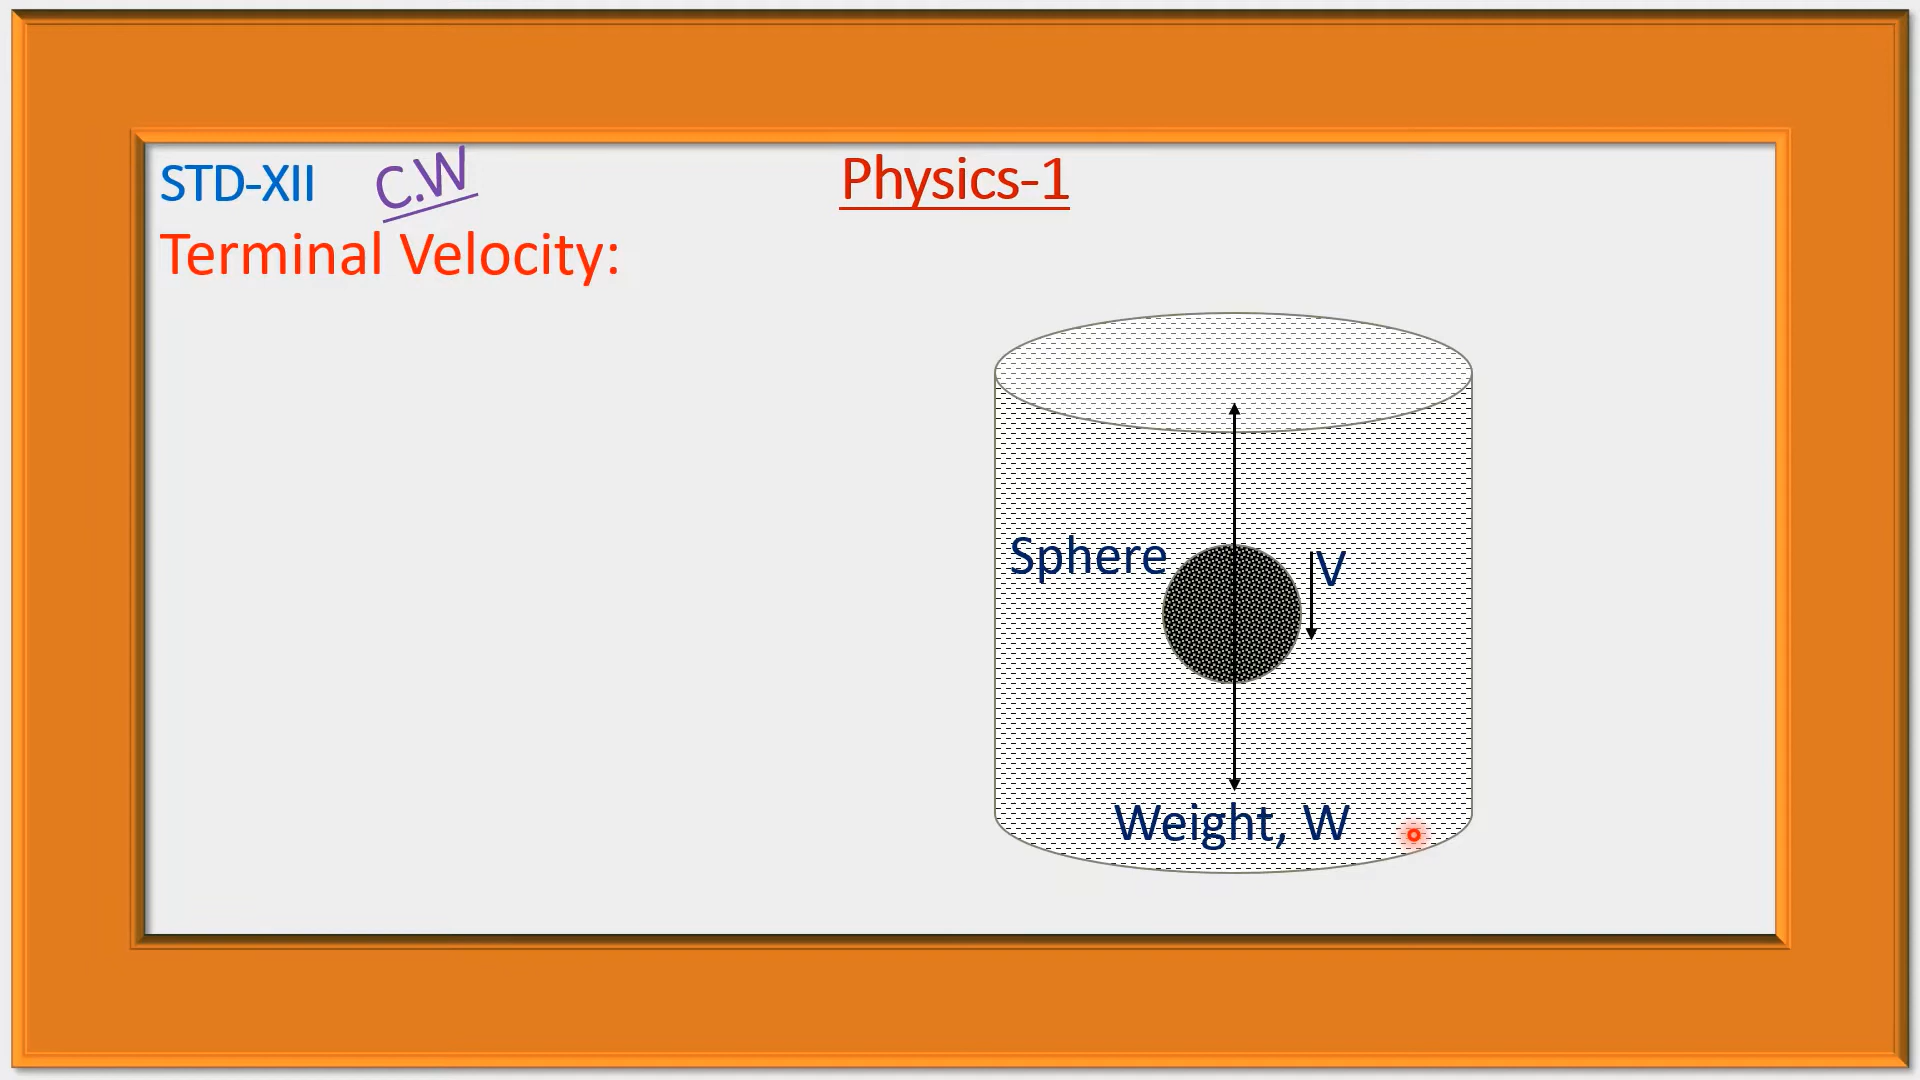 STD-XII C.W Physics-1
Terminal Velocity:
Sphere V
Weight, W